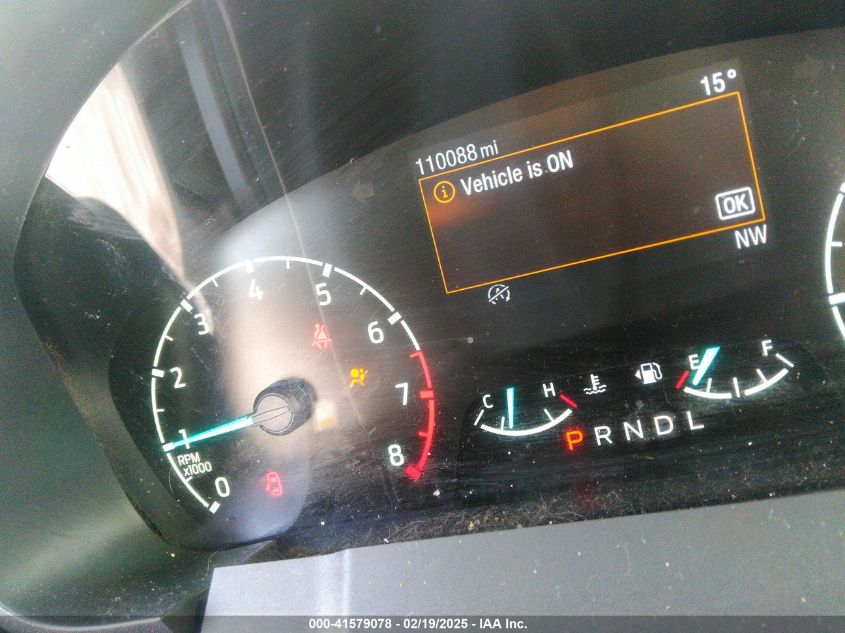 15°
110088 mi
Vehicle is ON
OK
NW
0
1
2
3
4
5
6
7
8
RPM
x1000
C H
E F
P R N D L
000-41579078 - 02/19/2025 - IAA Inc.